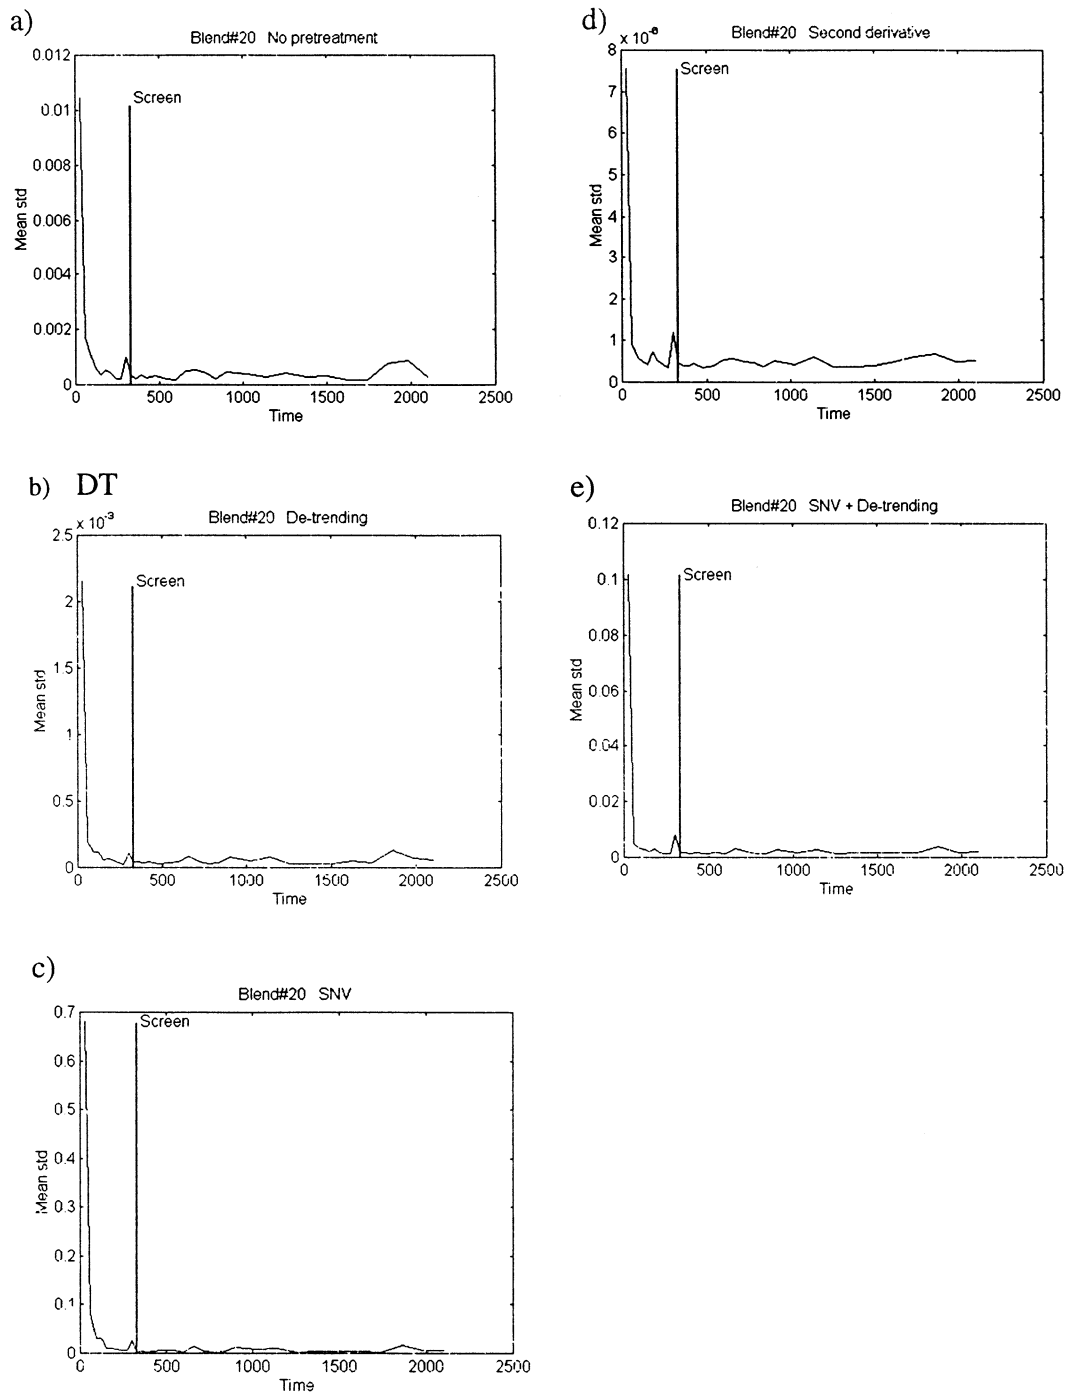 a)
Blend#20 No pretreatment
0.012
0.01
0.008
0.006
0.004
0.002
0
Mean std
Screen
0 500 1000 1500 2000 2500
Time
d)
Blend#20 Second derivative
x 10⁻⁶
8
7
6
5
4
3
2
1
0
Mean std
Screen
0 500 1000 1500 2000 2500
Time
b) DT
Blend#20 De-trending
x 10⁻³
2.5
2
1.5
1
0.5
0
Mean std
Screen
0 500 1000 1500 2000 2500
Time
e)
Blend#20 SNV + De-trending
0.12
0.1
0.08
0.06
0.04
0.02
0
Mean std
Screen
0 500 1000 1500 2000 2500
Time
c)
Blend#20 SNV
0.7
0.6
0.5
0.4
0.3
0.2
0.1
0
Mean std
Screen
0 500 1000 1500 2000 2500
Time